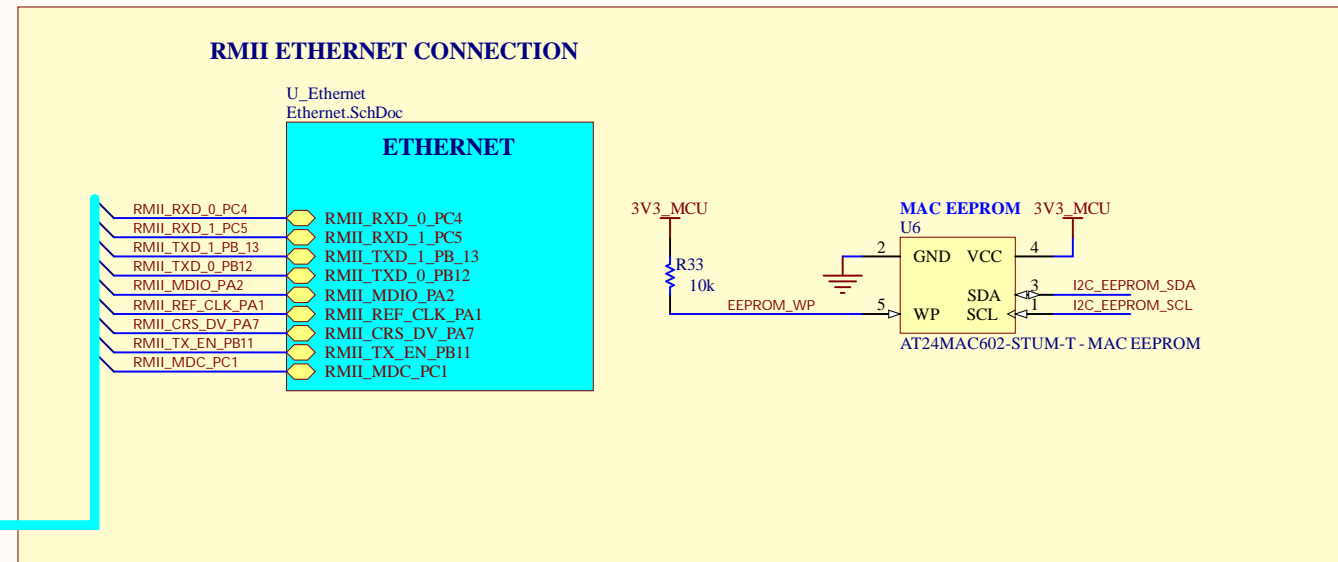 RMII ETHERNET CONNECTION
U_Ethernet
Ethernet.SchDoc
ETHERNET
RMII_RXD_0_PC4
RMII_RXD_1_PC5
RMII_TXD_1_PB_13
RMII_TXD_0_PB12
RMII_MDIO_PA2
RMII_REF_CLK_PA1
RMII_CRS_DV_PA7
RMII_TX_EN_PB11
RMII_MDC_PC1
RMII_RXD_0_PC4
RMII_RXD_1_PC5
RMII_TXD_1_PB_13
RMII_TXD_0_PB12
RMII_MDIO_PA2
RMII_REF_CLK_PA1
RMII_CRS_DV_PA7
RMII_TX_EN_PB11
RMII_MDC_PC1
3V3_MCU
R33
10k
EEPROM_WP
MAC EEPROM
3V3_MCU
U6
2 GND VCC 4
SDA 3 I2C_EEPROM_SDA
5 WP SCL 1 I2C_EEPROM_SCL
AT24MAC602-STUM-T - MAC EEPROM